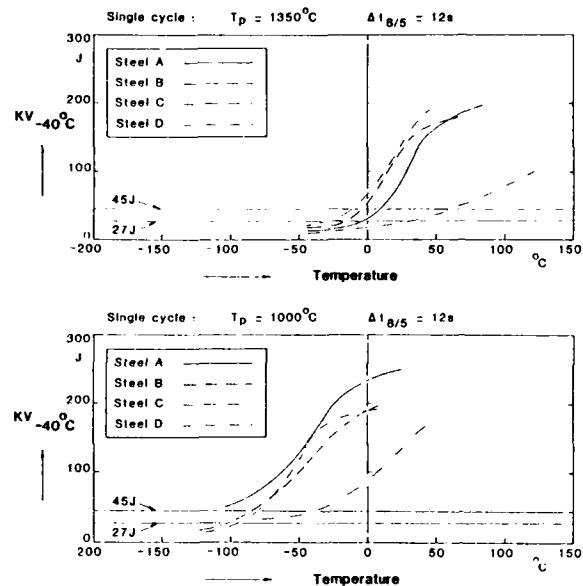 Single cycle : Tp = 1350°C Δt8/5 = 12s
300
J
Steel A
Steel B
Steel C
Steel D
200
KV -40°C
100
45J
27J
n
-200 -150 -100 -50 0 50 100 150
Temperature °C
Single cycle : Tp = 1000°C Δt8/5 = 12s
300
J
Steel A
Steel B
Steel C
Steel D
200
KV -40°C
100
45J
27J
0
200 -150 -100 -50 0 50 100 150
Temperature °C